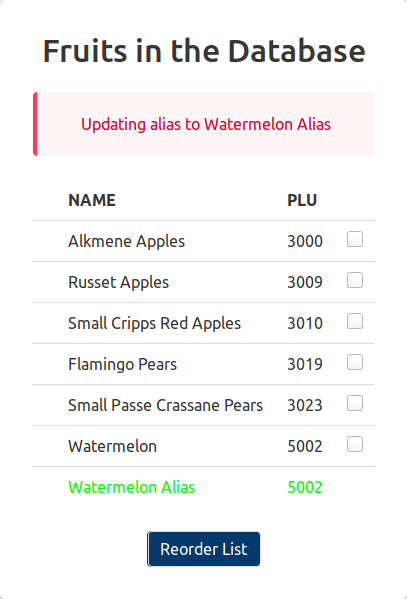 Fruits in the Database
Updating alias to Watermelon Alias
NAME PLU
Alkmene Apples 3000
Russet Apples 3009
Small Cripps Red Apples 3010
Flamingo Pears 3019
Small Passe Crassane Pears 3023
Watermelon 5002
Watermelon Alias 5002
Reorder List